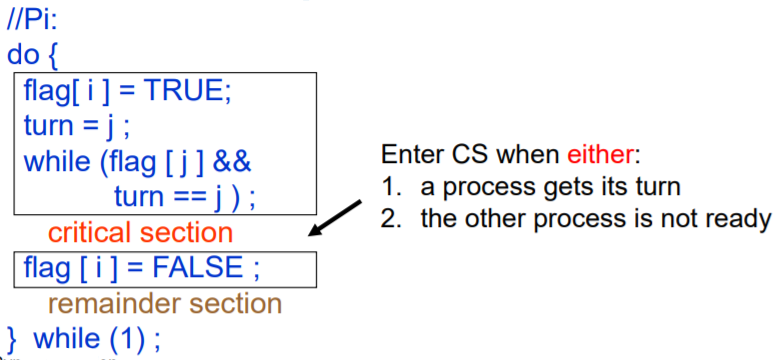 //Pi:
do {
flag[ i ] = TRUE;
turn = j ;
while (flag [ j ] &&
turn == j ) ;
critical section
flag [ i ] = FALSE ;
remainder section
} while (1) ;
Enter CS when either:
1. a process gets its turn
2. the other process is not ready